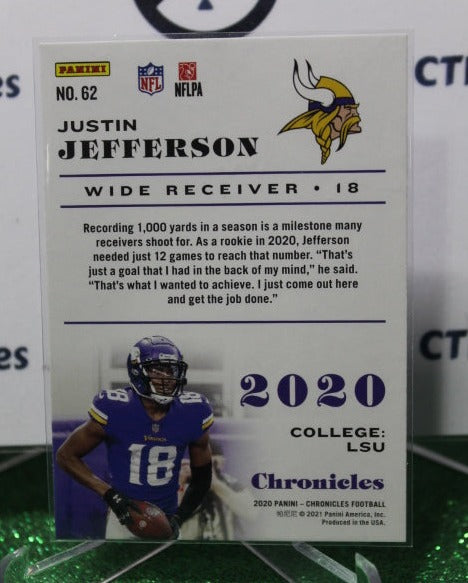 PANINI
NFL
NFLPA
NO. 62
JUSTIN
JEFFERSON
WIDE RECEIVER • 18
Recording 1,000 yards in a season is a milestone many
receivers shoot for. As a rookie in 2020, Jefferson
needed just 12 games to reach that number. “That's
just a goal that I had in the back of my mind,” he said.
“That's what I wanted to achieve. I just come out here
and get the job done.”
2020
COLLEGE:
LSU
VIKINGS
18
Chronicles
2020 PANINI - CHRONICLES FOOTBALL
帕尼尼 © 2021 Panini America, Inc.
Produced in the USA.